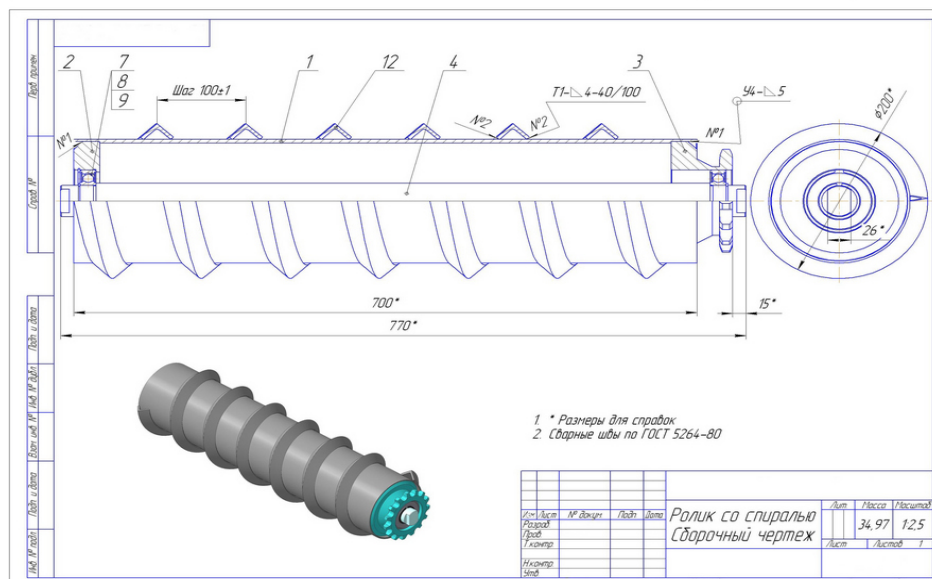 Перв. примен.
Справ. №
Подп. и дата
Инв. № дубл.
Взам. инв. №
Подп. и дата
Инв. № подл.
2
7
8
9
1
12
4
3
Шаг 100±1
Т1-⊿4-40/100
У4-⊿5
№1
№2
№2
№1
⌀200*
26*
700*
15*
770*
1. * Размеры для справок
2. Сварные швы по ГОСТ 5264-80
Изм. Лист № докум. Подп. Дата
Разраб.
Пров.
Т.контр.
Н.контр.
Утв.
Ролик со спиралью
Сборочный чертеж
Лит. Масса Масштаб
34,97 1:2,5
Лист Листов 1